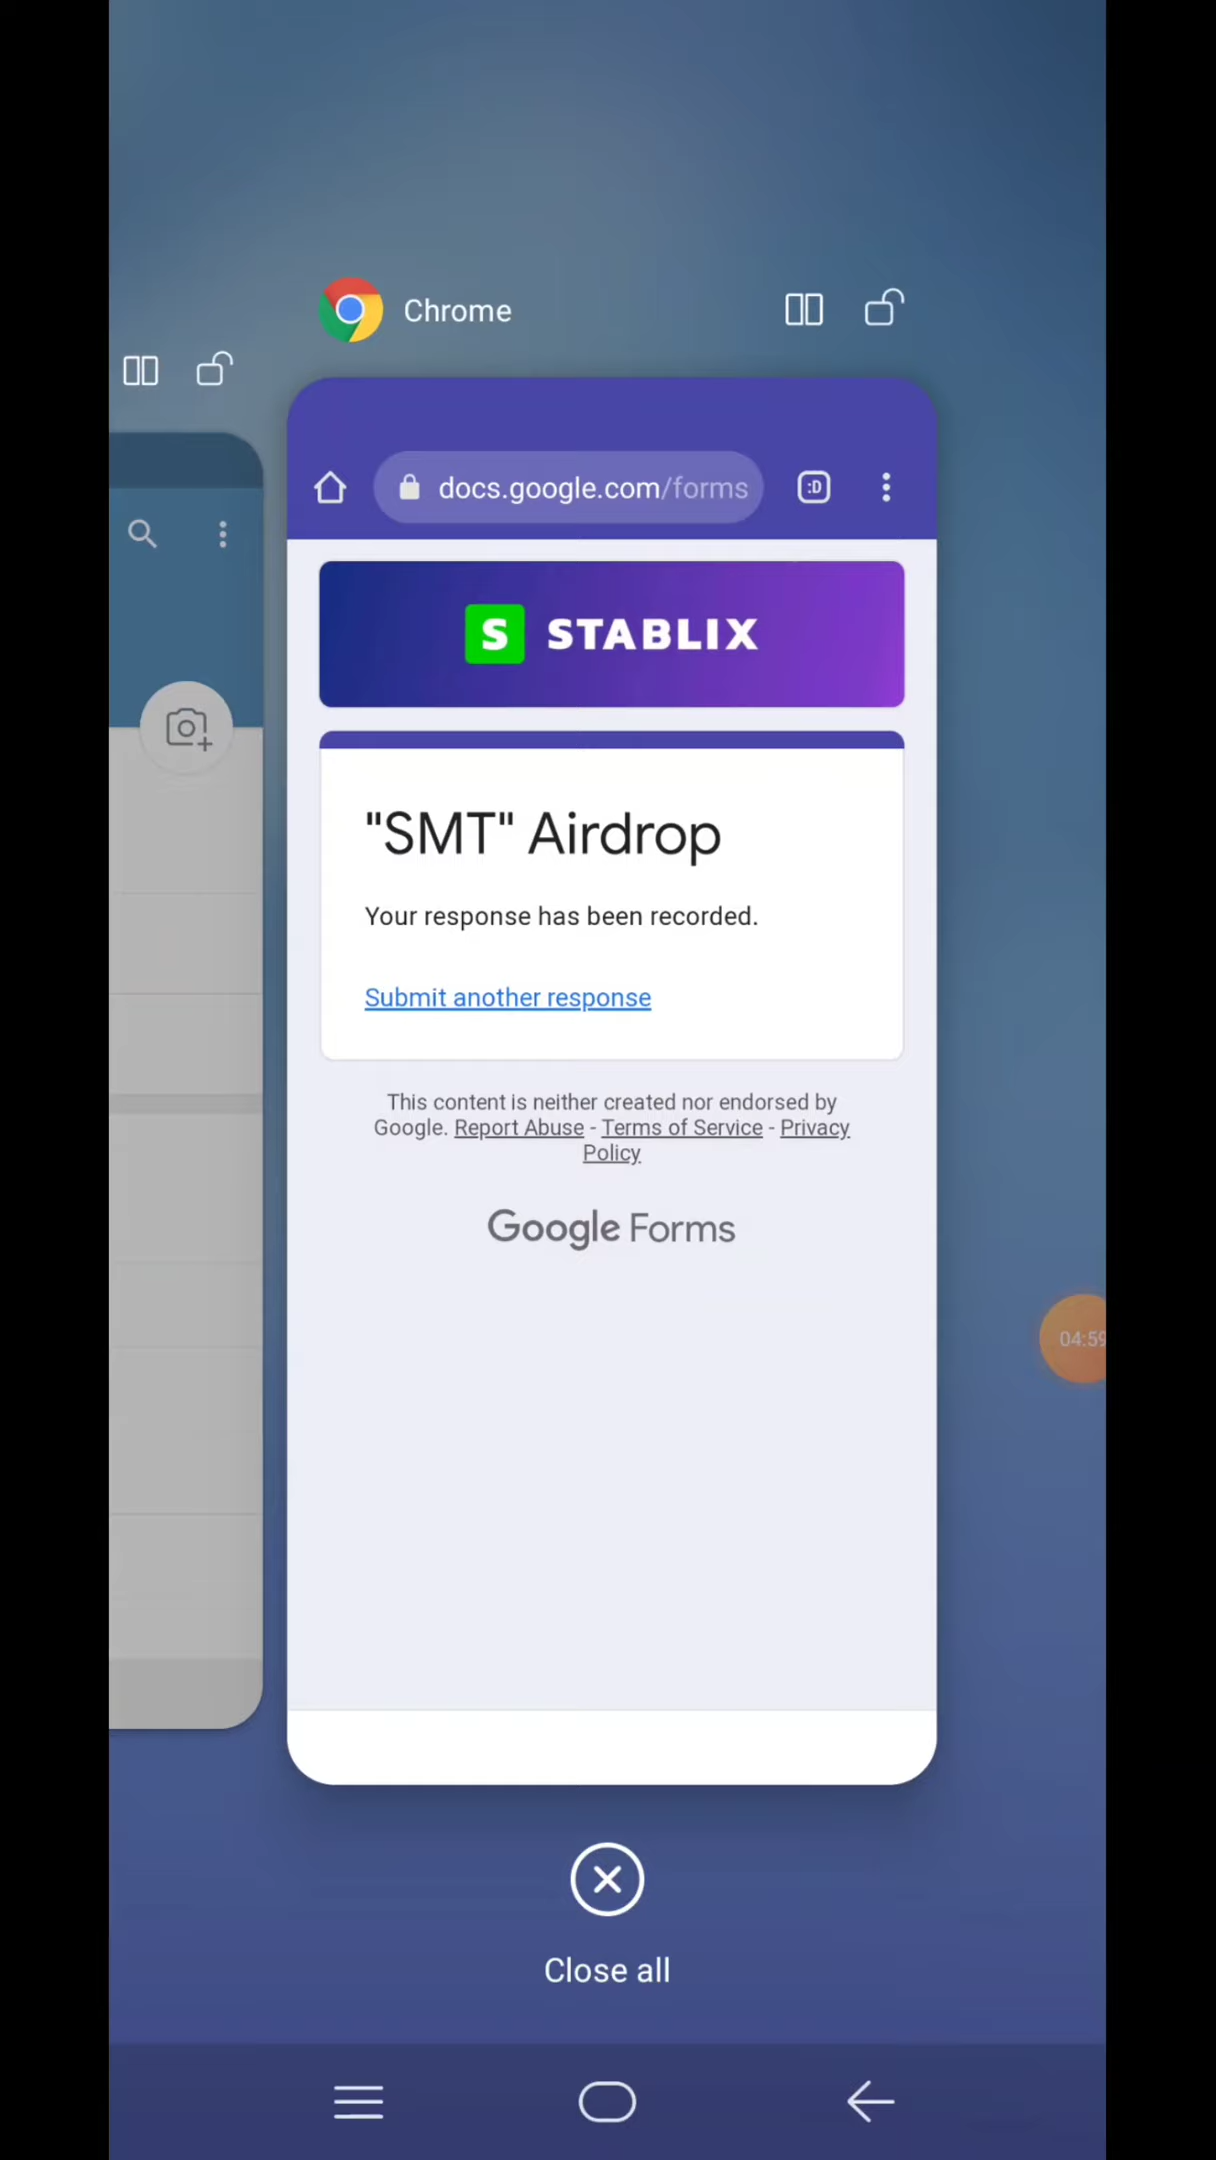 Chrome
docs.google.com/forms
:D
S STABLIX
"SMT" Airdrop
Your response has been recorded.
Submit another response
This content is neither created nor endorsed by
Google. Report Abuse - Terms of Service - Privacy
Policy
Google Forms
04:59
Close all